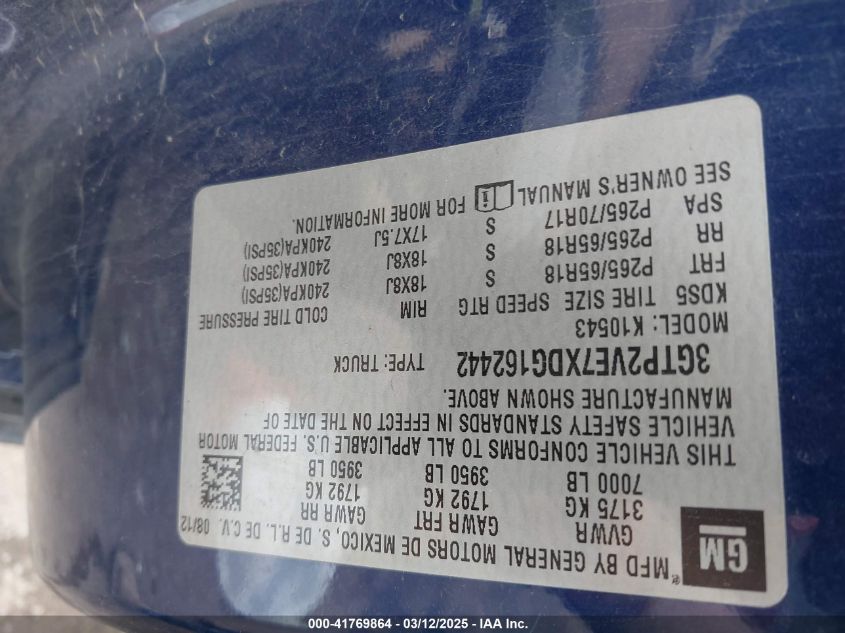 GM
MFD BY GENERAL MOTORS DE MEXICO, S. DE R.L. DE C.V. 08/12
GVWR GAWR FRT GAWR RR
3175 KG 1792 KG 1792 KG
7000 LB 3950 LB 3950 LB
THIS VEHICLE CONFORMS TO ALL APPLICABLE U.S. FEDERAL MOTOR
VEHICLE SAFETY STANDARDS IN EFFECT ON THE DATE OF
MANUFACTURE SHOWN ABOVE.
3GTP2VE7XDG162442 TYPE: TRUCK
MODEL: K10543
KDS5 TIRE SIZE SPEED RTG RIM COLD TIRE PRESSURE
FRT P265/65R18 S 18X8J 240KPA(35PSI)
RR P265/65R18 S 18X8J 240KPA(35PSI)
SPA P265/70R17 S 17X7.5J 240KPA(35PSI)
SEE OWNER'S MANUAL FOR MORE INFORMATION.
000-41769864 - 03/12/2025 - IAA Inc.